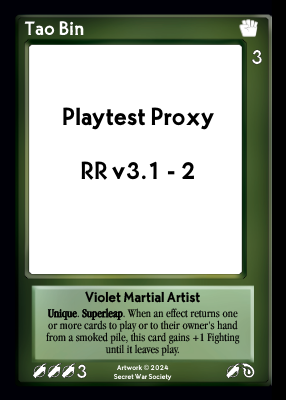 Tao Bin
3
Playtest Proxy
RR v3.1 - 2
Violet Martial Artist
Unique. Superleap. When an effect returns one
or more cards to play or to their owner's hand
from a smoked pile, this card gains +1 Fighting
until it leaves play.
3
Artwork © 2024
Secret War Society